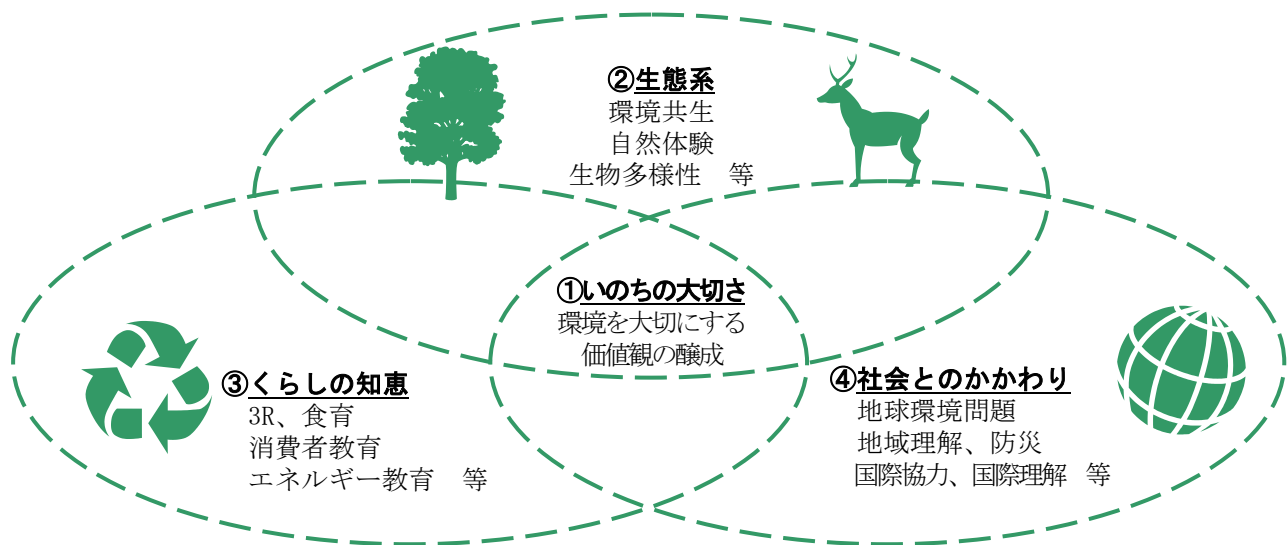 ②生態系
環境共生
自然体験
生物多様性　等
①いのちの大切さ
環境を大切にする
価値観の醸成
③くらしの知恵
3R、食育
消費者教育
エネルギー教育　等
④社会とのかかわり
地球環境問題
地域理解、防災
国際協力、国際理解　等